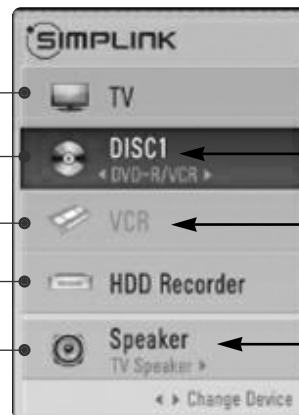 SIMPLINK
TV
DISC1
◂ DVD-R/VCR ▸
VCR
HDD Recorder
Speaker
TV Speaker ▸
◂ ▸ Change Device